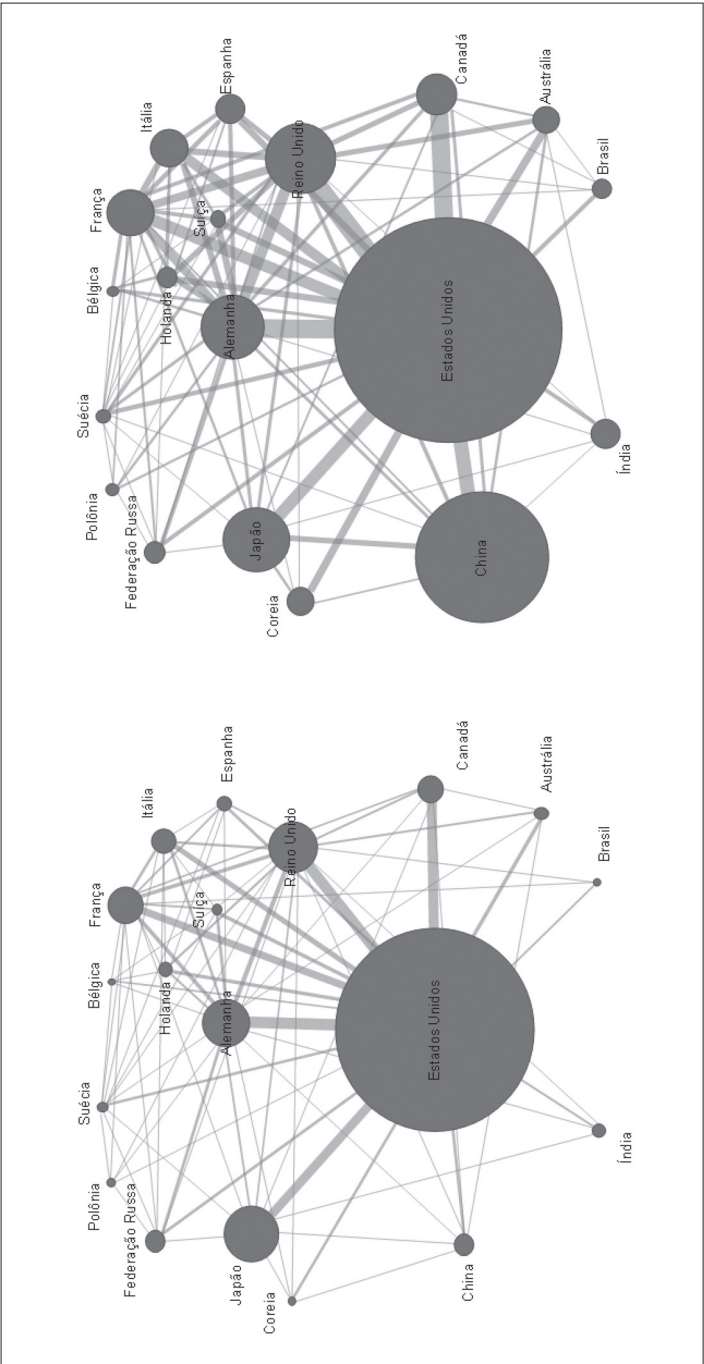 Espanha
Canadá
Itália
Austrália
Reino Unido
França
Brasil
Suíça
Bélgica
Holanda
Alemanha
Estados Unidos
Suécia
Índia
Polônia
Federação Russa
Japão
China
Coreia
Espanha
Canadá
Itália
Austrália
Reino Unido
França
Brasil
Suíça
Bélgica
Holanda
Alemanha
Estados Unidos
Suécia
Índia
Polônia
Federação Russa
Japão
China
Coreia